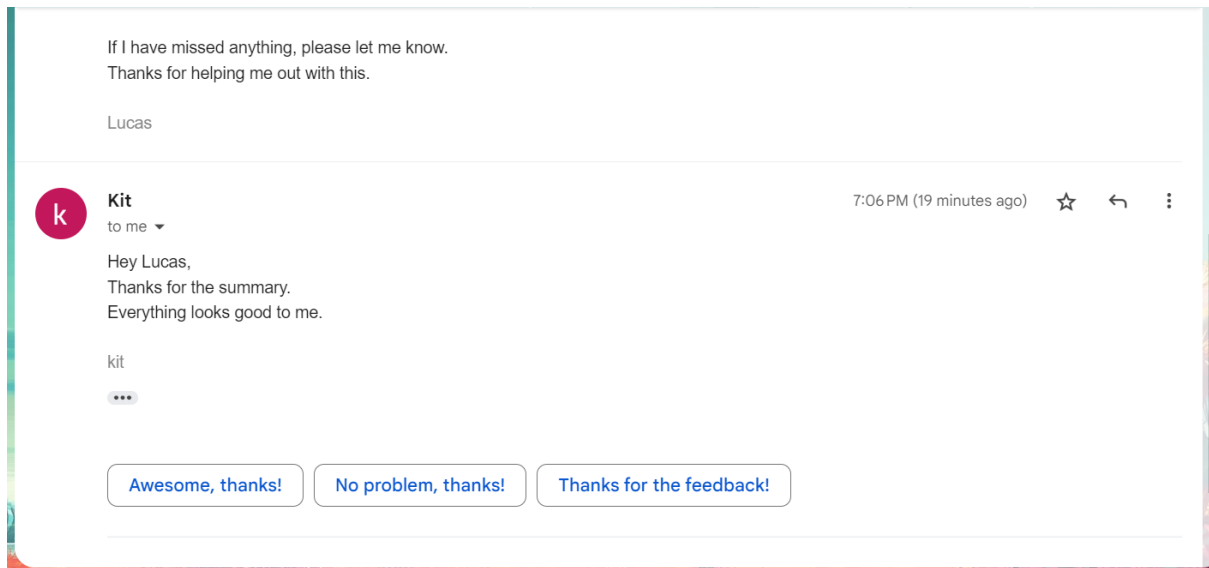 If I have missed anything, please let me know.
Thanks for helping me out with this.
Lucas
k
Kit
7:06 PM (19 minutes ago)
to me
Hey Lucas,
Thanks for the summary.
Everything looks good to me.
kit
Awesome, thanks!
No problem, thanks!
Thanks for the feedback!